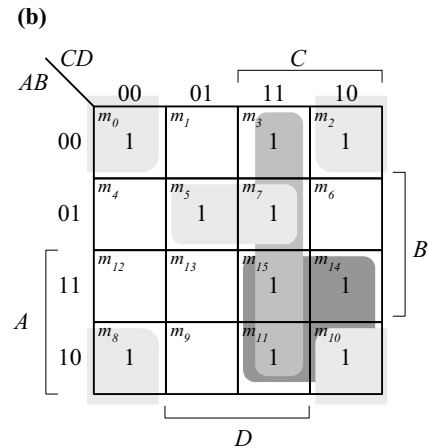 (b)
CD
AB
C
00 01 11 10
m0 m1 m3 m2
00 1 1 1
m4 m5 m7 m6
01 1 1
B
m12 m13 m15 m14
11 1 1
A
m8 m9 m11 m10
10 1 1 1
D